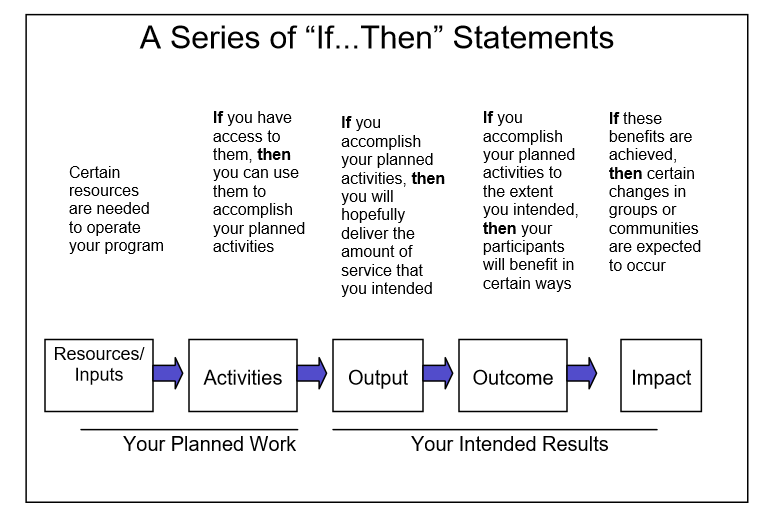 A Series of “If...Then” Statements
Certain
resources
are needed
to operate
your program
If you have
access to
them, then
you can use
them to
accomplish
your planned
activities
If you
accomplish
your planned
activities, then
you will
hopefully
deliver the
amount of
service that
you intended
If you
accomplish
your planned
activities to
the extent
you intended,
then your
participants
will benefit in
certain ways
If these
benefits are
achieved,
then certain
changes in
groups or
communities
are expected
to occur
Resources/
Inputs
Activities
Output
Outcome
Impact
Your Planned Work
Your Intended Results